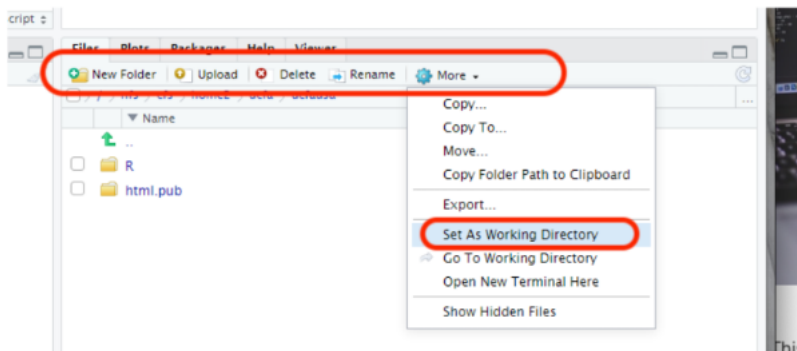 cript
Files Plots Packages Help Viewer
New Folder Upload Delete Rename More
Name
..
R
html.pub
Copy...
Copy To...
Move...
Copy Folder Path to Clipboard
Export...
Set As Working Directory
Go To Working Directory
Open New Terminal Here
Show Hidden Files
...
Thi